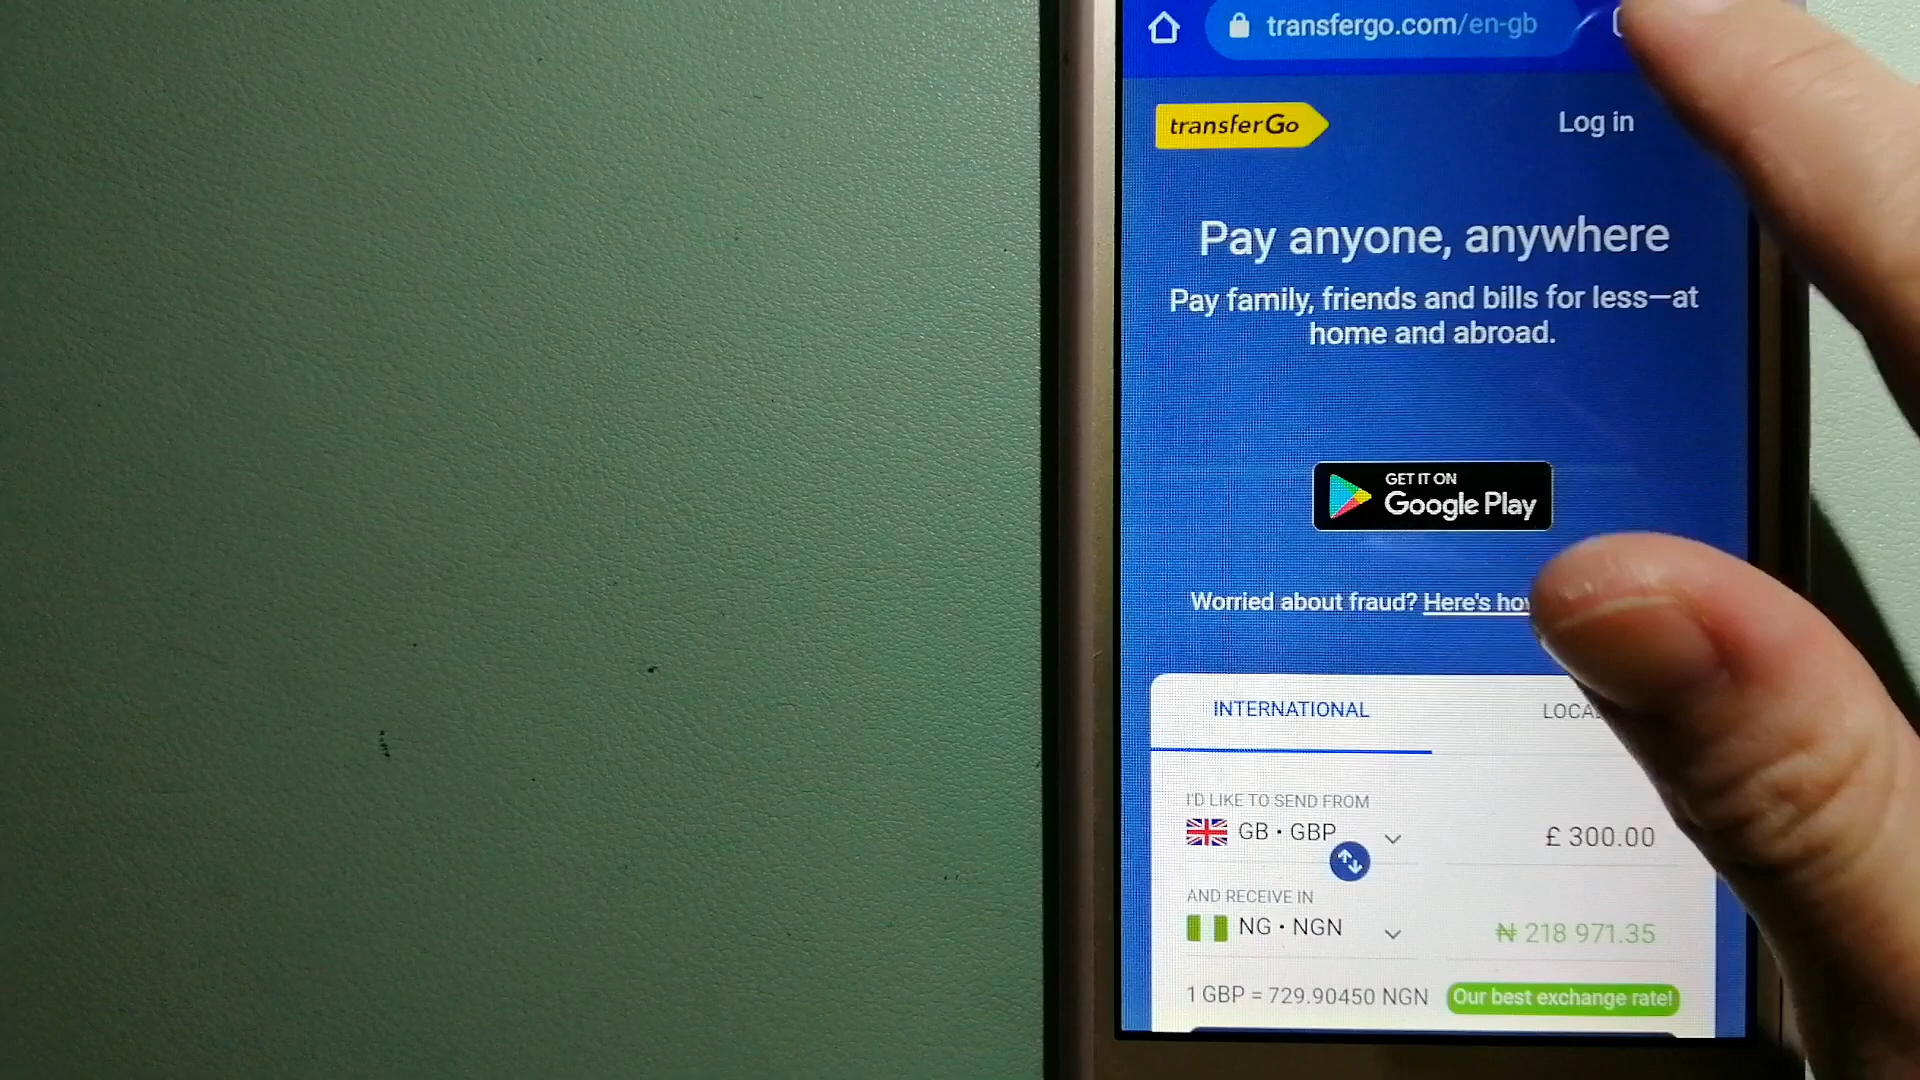 transfergo.com/en-gb
transferGo
Log in
Pay anyone, anywhere
Pay family, friends and bills for less—at
home and abroad.
GET IT ON
Google Play
Worried about fraud? Here's
INTERNATIONAL
I'D LIKE TO SEND FROM
GB • GBP
£ 300.00
AND RECEIVE IN
NG • NGN
₦ 218 971.35
1 GBP = 729.90450 NGN
Our best exchange rate!